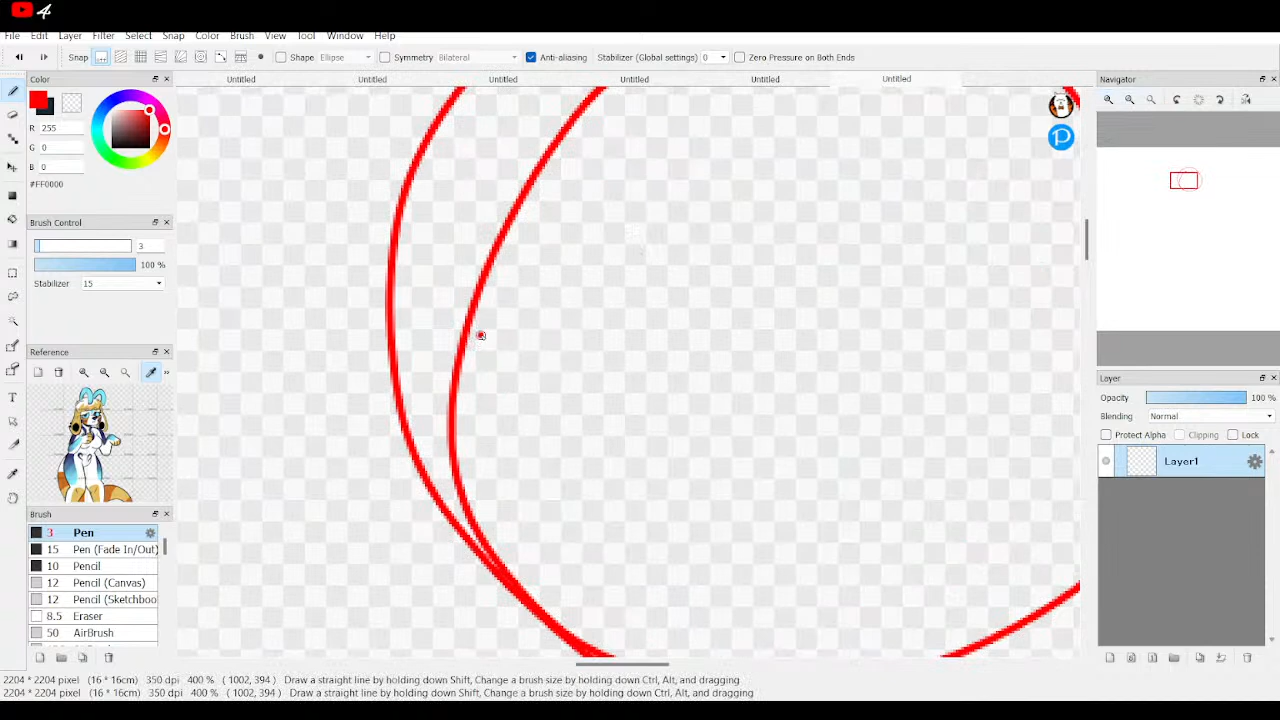 4
File Edit Layer Filter Select Snap Color Brush View Tool Window Help
Snap Shape Ellipse Symmetry Bilateral Anti-aliasing Stabilizer (Global settings) 0 Zero Pressure on Both Ends
Color
Untitled Untitled Untitled Untitled Untitled Untitled
Navigator
R 255
G 0
B 0
#FF0000
Brush Control
3
100 %
Stabilizer 15
Reference
Layer
Opacity 100 %
Blending Normal
Protect Alpha Clipping Lock
Layer1
Brush
3 Pen
15 Pen (Fade In/Out)
10 Pencil
12 Pencil (Canvas)
12 Pencil (Sketchboo
8.5 Eraser
50 AirBrush
2204 * 2204 pixel (16 * 16cm) 350 dpi 400 % ( 1002, 394 ) Draw a straight line by holding down Shift, Change a brush size by holding down Ctrl, Alt, and dragging
2204 * 2204 pixel (16 * 16cm) 350 dpi 400 % ( 1002, 394 ) Draw a straight line by holding down Shift, Change a brush size by holding down Ctrl, Alt, and dragging